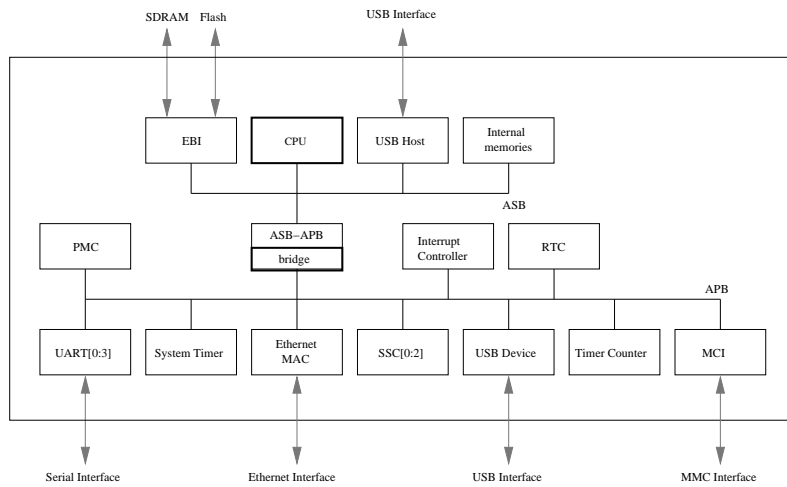 SDRAM Flash
USB Interface
EBI
CPU
USB Host
Internal
memories
ASB
PMC
ASB−APB
bridge
Interrupt
Controller
RTC
APB
UART[0:3]
System Timer
Ethernet
MAC
SSC[0:2]
USB Device
Timer Counter
MCI
Serial Interface
Ethernet Interface
USB Interface
MMC Interface